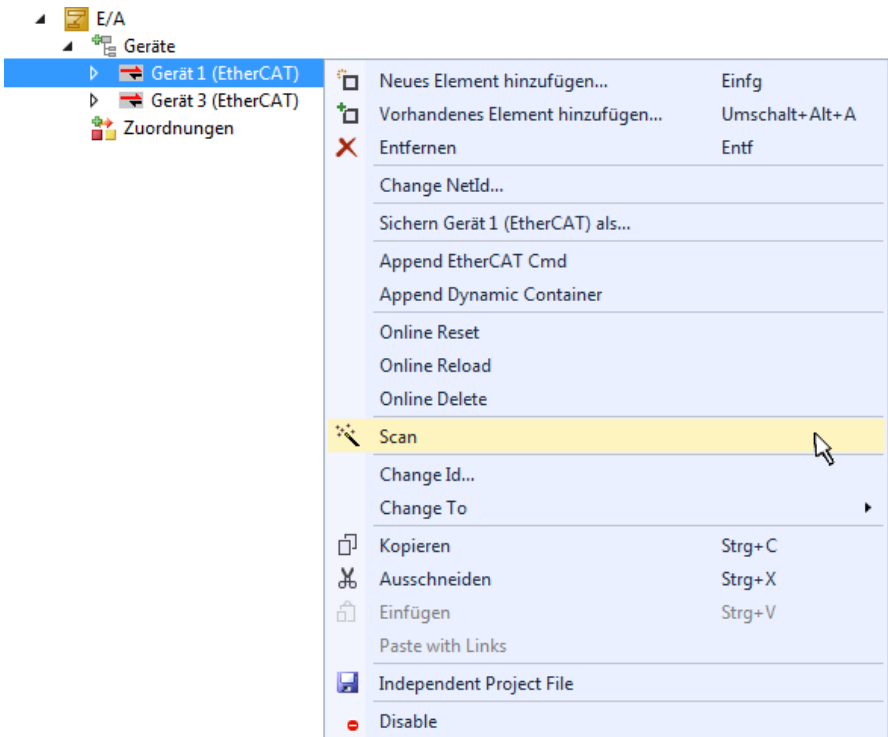 E/A
Geräte
Gerät 1 (EtherCAT)
Gerät 3 (EtherCAT)
Zuordnungen
Neues Element hinzufügen... Einfg
Vorhandenes Element hinzufügen... Umschalt+Alt+A
Entfernen Entf
Change NetId...
Sichern Gerät 1 (EtherCAT) als...
Append EtherCAT Cmd
Append Dynamic Container
Online Reset
Online Reload
Online Delete
Scan
Change Id...
Change To
Kopieren Strg+C
Ausschneiden Strg+X
Einfügen Strg+V
Paste with Links
Independent Project File
Disable